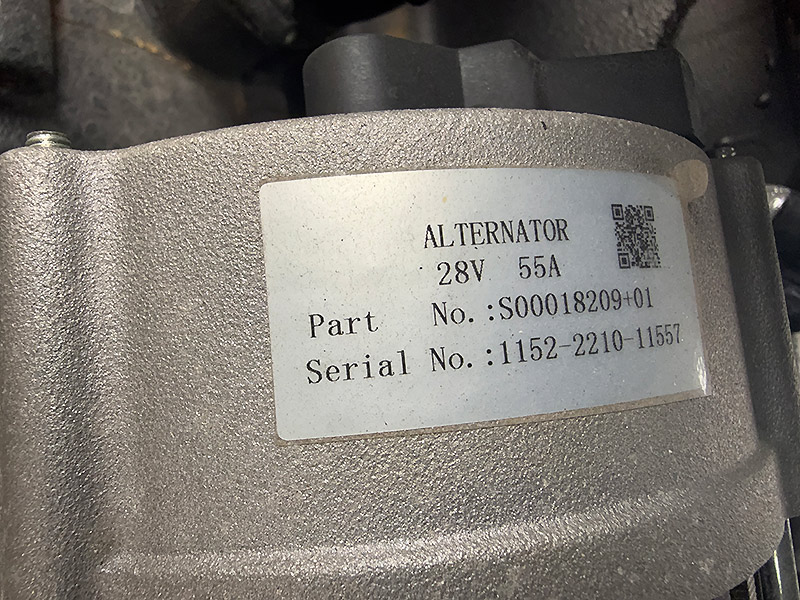 ALTERNATOR
28V 55A
Part No.:S00018209+01
Serial No.:1152-2210-11557